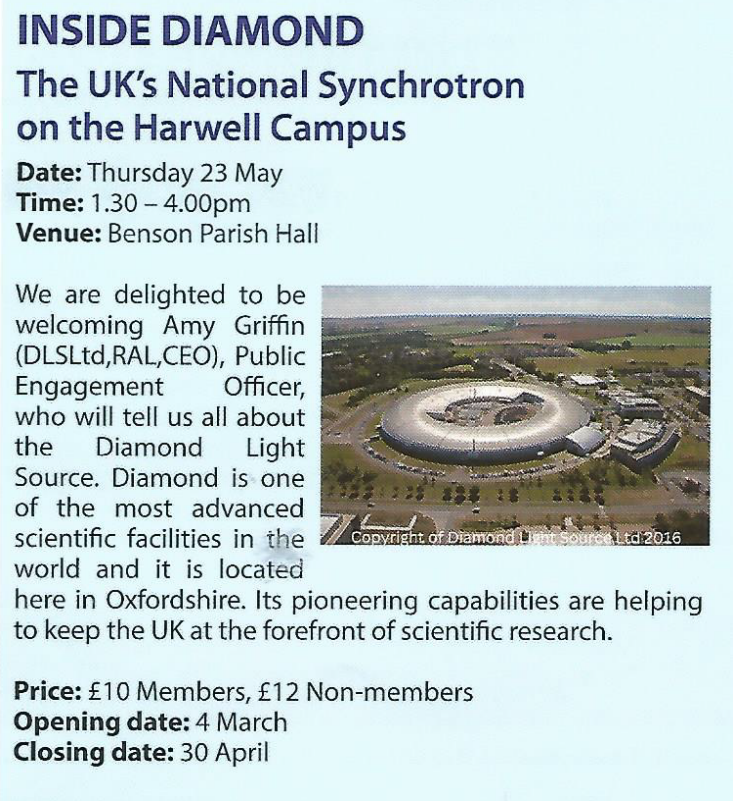 INSIDE DIAMOND
The UK's National Synchrotron
on the Harwell Campus
Date: Thursday 23 May
Time: 1.30 – 4.00pm
Venue: Benson Parish Hall
We are delighted to be
welcoming Amy Griffin
(DLSLtd,RAL,CEO), Public
Engagement Officer,
who will tell us all about
the Diamond Light
Source. Diamond is one
of the most advanced
scientific facilities in the
world and it is located
here in Oxfordshire. Its pioneering capabilities are helping
to keep the UK at the forefront of scientific research.
Copyright of Diamond Light Source Ltd 2016
Price: £10 Members, £12 Non-members
Opening date: 4 March
Closing date: 30 April